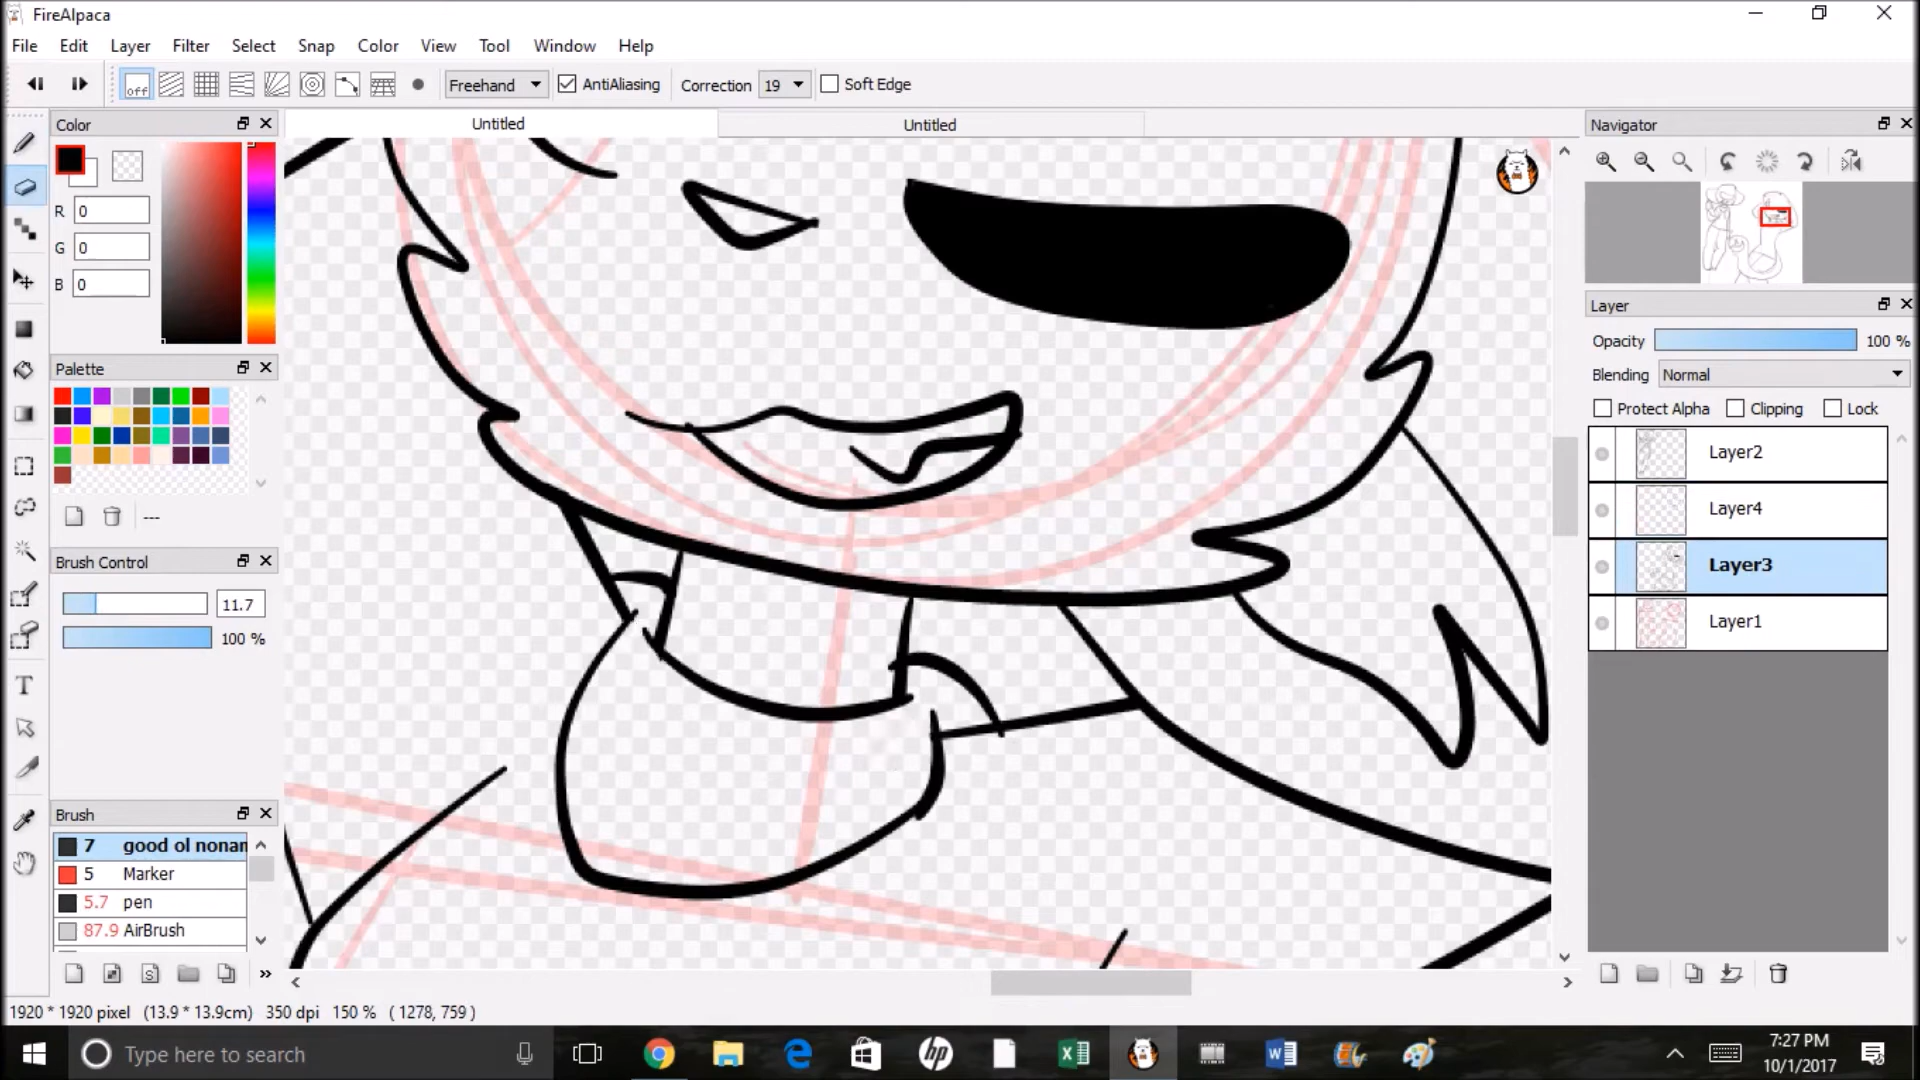 FireAlpaca
File Edit Layer Filter Select Snap Color View Tool Window Help
off Freehand AntiAliasing Correction 19 Soft Edge
Color
R 0
G 0
B 0
Palette
---
Brush Control
11.7
100 %
Brush
7 good ol nonan
5 Marker
5.7 pen
87.9 AirBrush
Untitled Untitled
Navigator
Layer
Opacity 100 %
Blending Normal
Protect Alpha Clipping Lock
Layer2
Layer4
Layer3
Layer1
1920 * 1920 pixel (13.9 * 13.9cm) 350 dpi 150 % ( 1278, 759 )
Type here to search
7:27 PM
10/1/2017